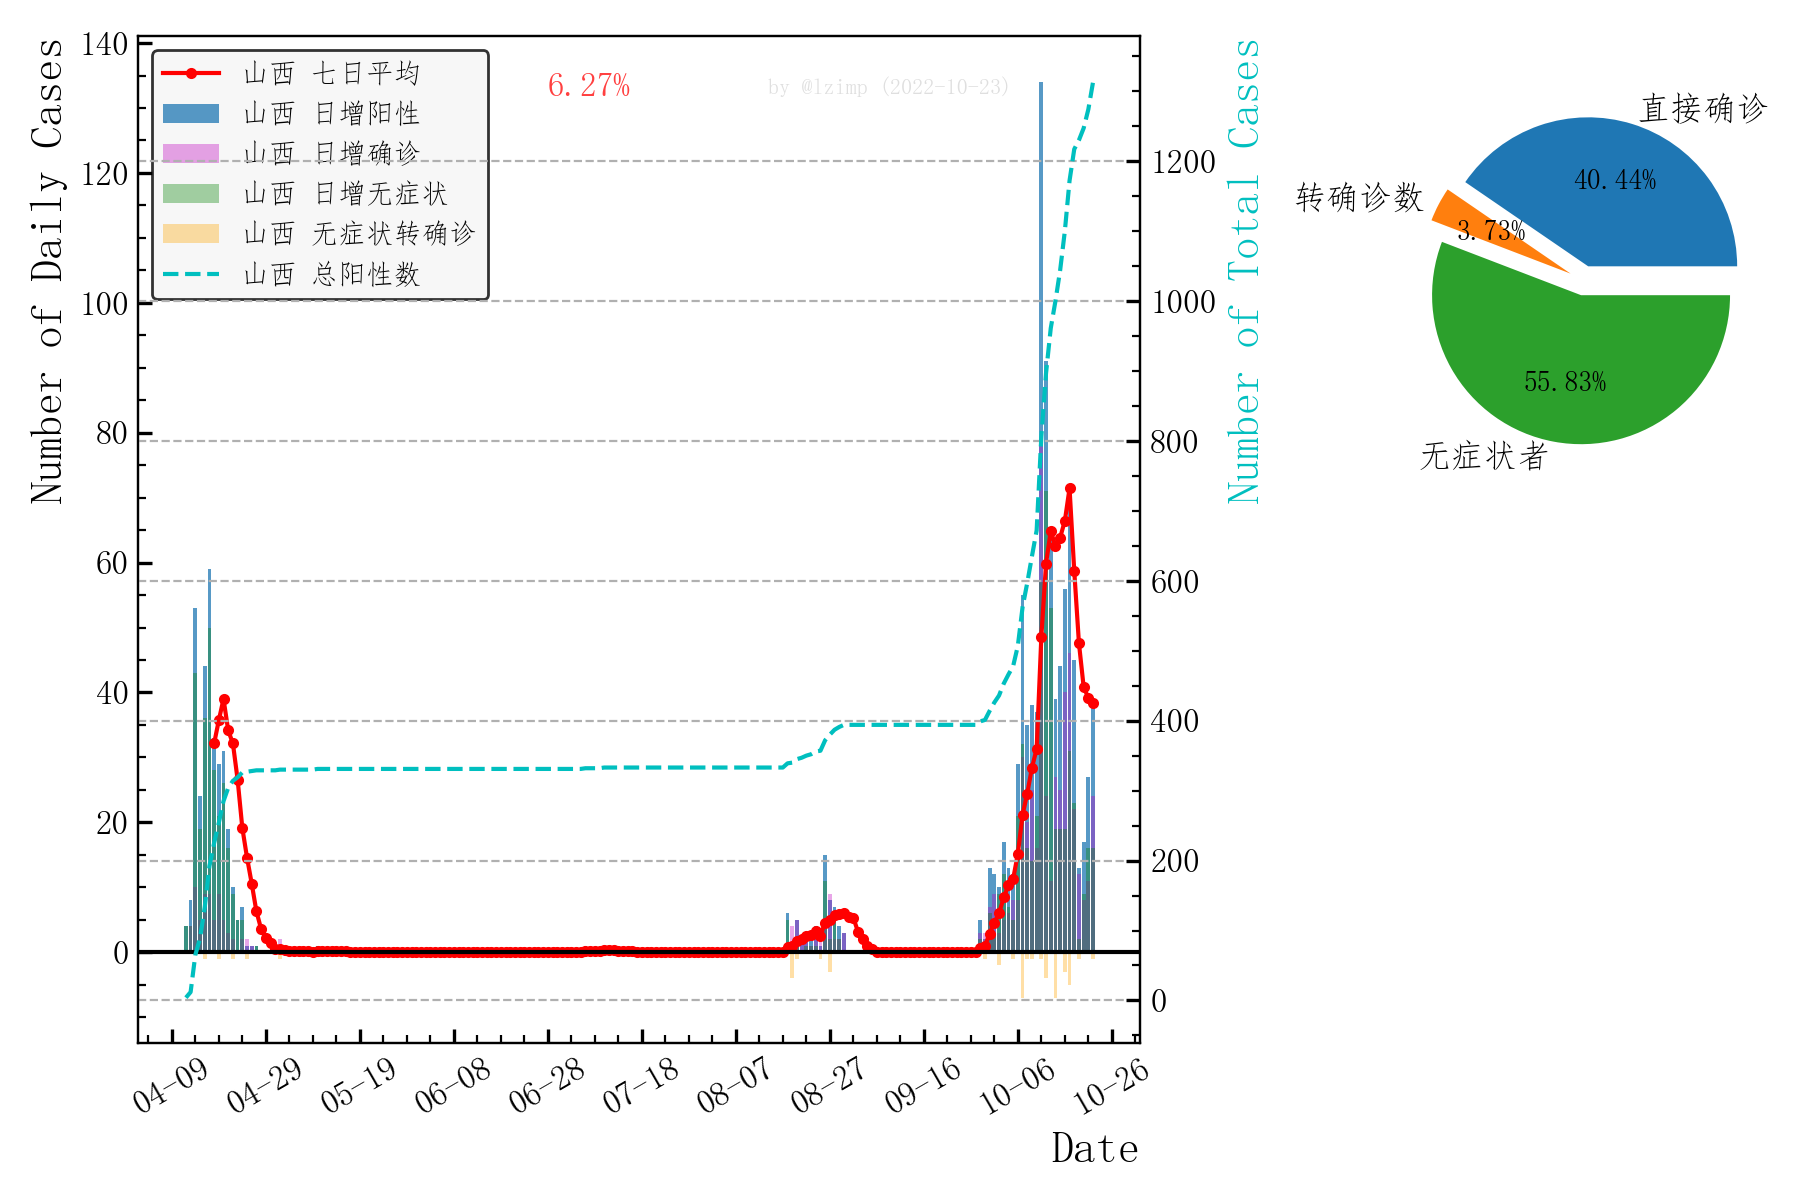 Number of Daily Cases
140
120
100
80
60
40
20
0
山西 七日平均
山西 日增阳性
山西 日增确诊
山西 日增无症状
山西 无症状转确诊
山西 总阳性数
6.27%
by @lzimp (2022-10-23)
1200
1000
800
600
400
200
0
Number of Total Cases
04-09
04-29
05-19
06-08
06-28
07-18
08-07
08-27
09-16
10-06
10-26
Date
直接确诊
40.44%
转确诊数
3.73%
55.83%
无症状者